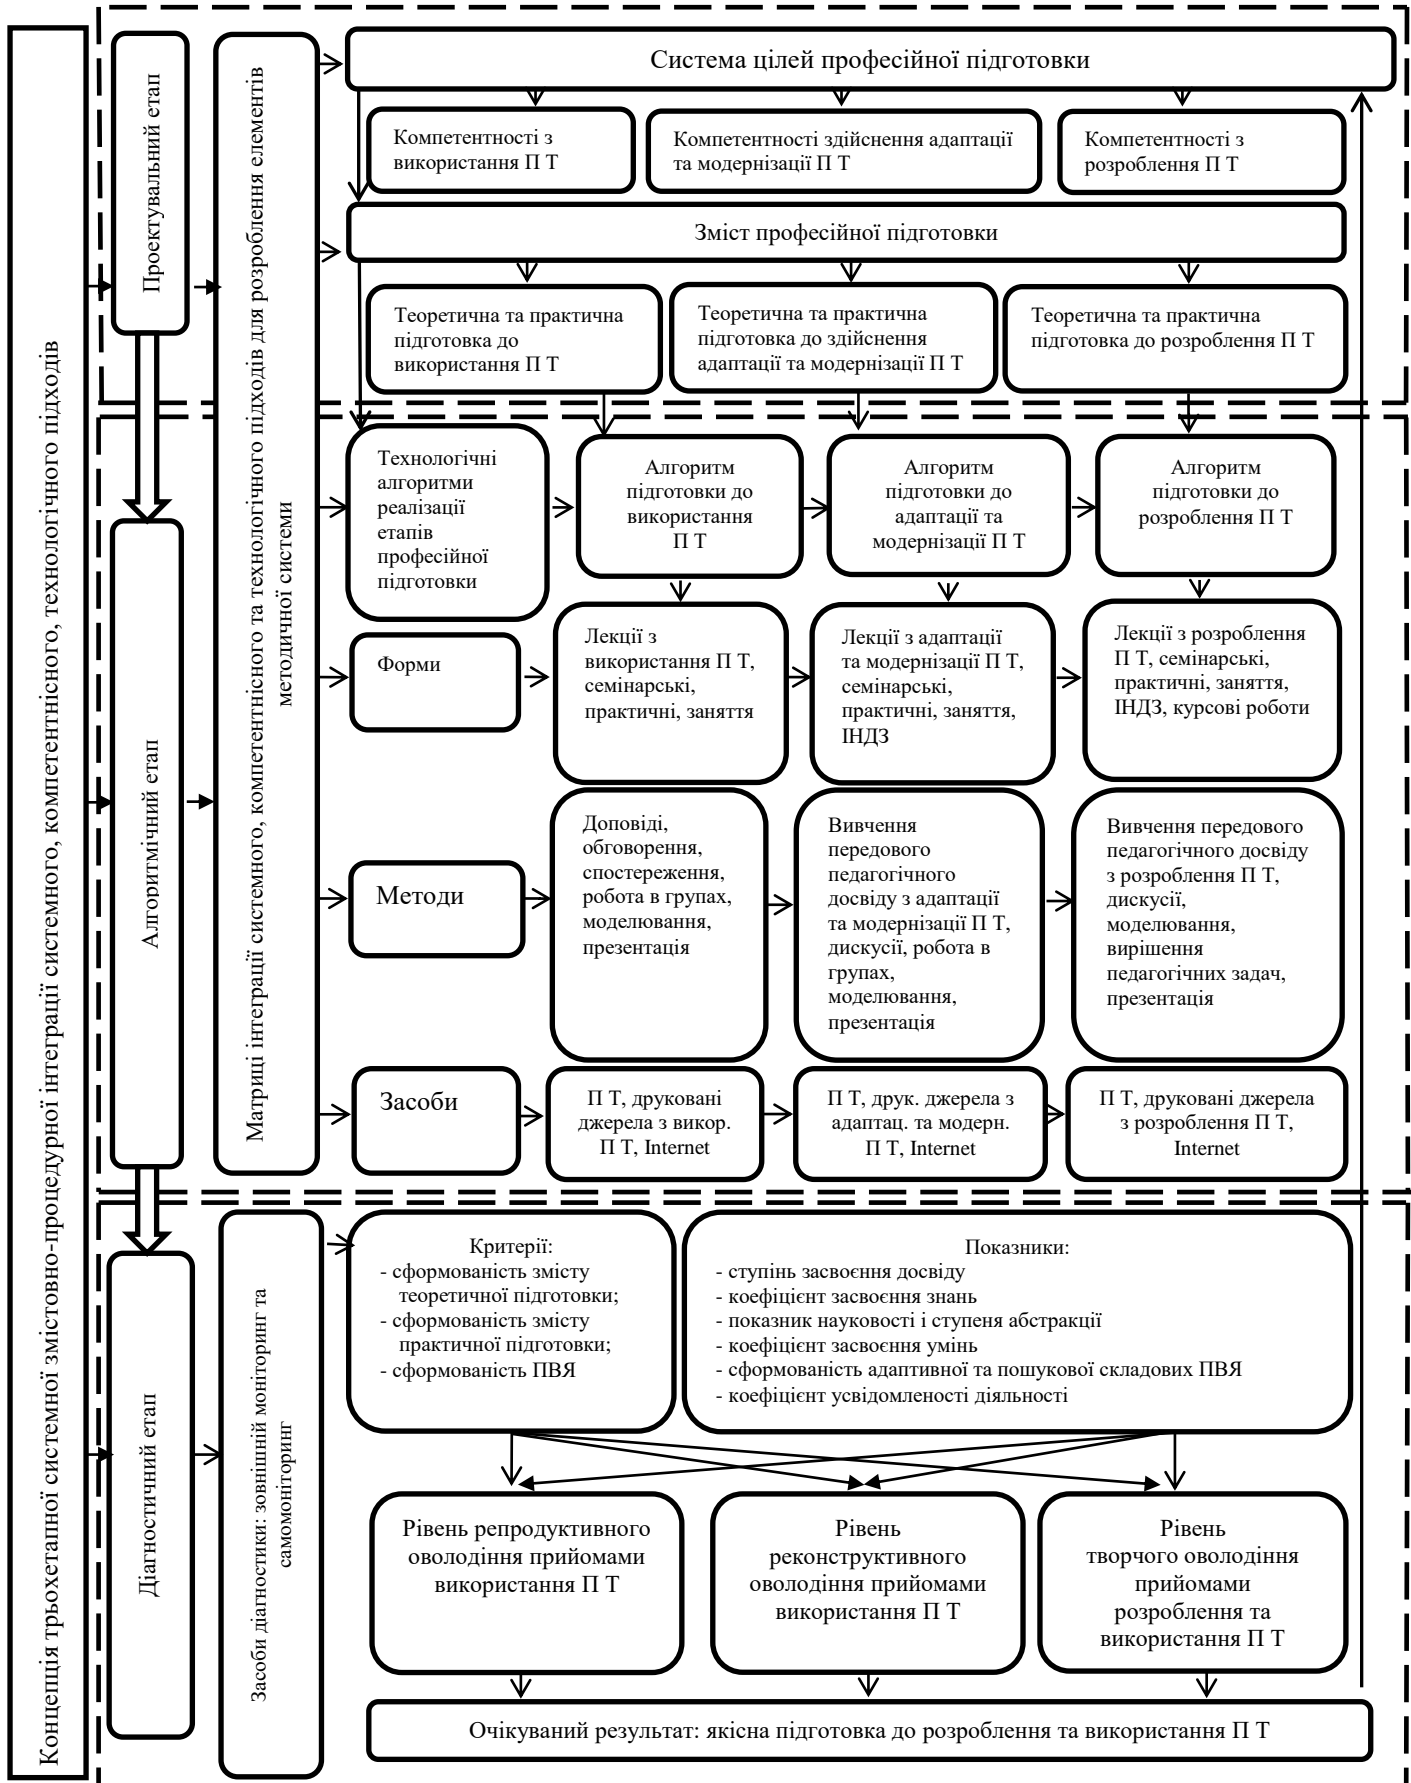 Концепція трьохетапної системної змістовно-процедурної інтеграції системного, компетентнісного, технологічного підходів
Проектувальний етап
Матриці інтеграції системного, компетентнісного та технологічного підходів для розроблення елементів
методичної системи
Система цілей професійної підготовки
Компетентності з
використання П Т
Компетентності здійснення адаптації
та модернізації П Т
Компетентності з
розроблення П Т
Зміст професійної підготовки
Теоретична та практична
підготовка до
використання П Т
Теоретична та практична
підготовка до здійснення
адаптації та модернізації П Т
Теоретична та практична
підготовка до розроблення П Т
Алгоритмічний етап
Технологічні
алгоритми
реалізації
етапів
професійної
підготовки
Алгоритм
підготовки до
використання
П Т
Алгоритм
підготовки до
адаптації та
модернізації П Т
Алгоритм
підготовки до
розроблення П Т
Форми
Лекції з
використання П Т,
семінарські,
практичні, заняття
Лекції з адаптації
та модернізації П Т,
семінарські,
практичні, заняття,
ІНДЗ
Лекції з розроблення
П Т, семінарські,
практичні, заняття,
ІНДЗ, курсові роботи
Методи
Доповіді,
обговорення,
спостереження,
робота в групах,
моделювання,
презентація
Вивчення
передового
педагогічного
досвіду з адаптації
та модернізації П Т,
дискусії, робота в
групах,
моделювання,
презентація
Вивчення передового
педагогічного досвіду
з розроблення П Т,
дискусії,
моделювання,
вирішення
педагогічних задач,
презентація
Засоби
П Т, друковані
джерела з викор.
П Т, Internet
П Т, друк. джерела з
адаптац. та модерн.
П Т, Internet
П Т, друковані джерела
з розроблення П Т,
Internet
Діагностичний етап
Засоби діагностики: зовнішній моніторинг та
самомоніторинг
Критерії:
- сформованість змісту
теоретичної підготовки;
- сформованість змісту
практичної підготовки;
- сформованість ПВЯ
Показники:
- ступінь засвоєння досвіду
- коефіцієнт засвоєння знань
- показник науковості і ступеня абстракції
- коефіцієнт засвоєння умінь
- сформованість адаптивної та пошукової складових ПВЯ
- коефіцієнт усвідомленості діяльності
Рівень репродуктивного
оволодіння прийомами
використання П Т
Рівень
реконструктивного
оволодіння прийомами
використання П Т
Рівень
творчого оволодіння
прийомами
розроблення та
використання П Т
Очікуваний результат: якісна підготовка до розроблення та використання П Т